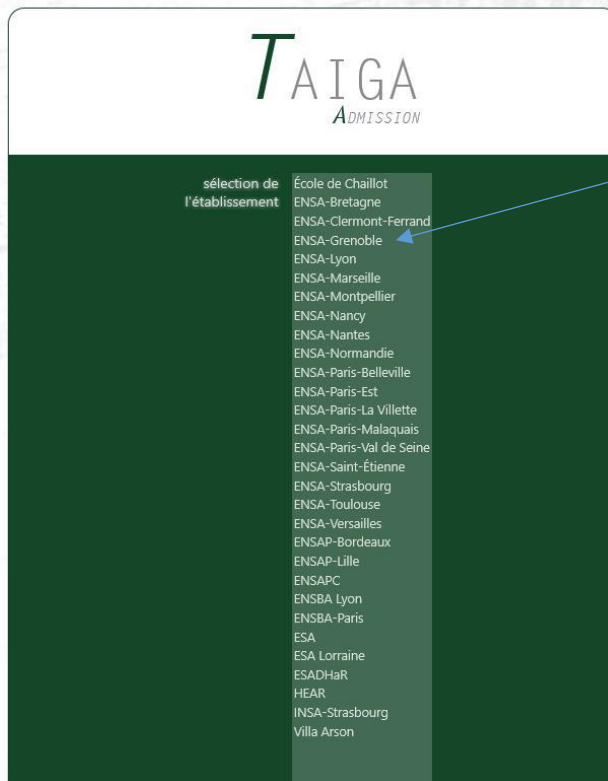 TAIGA
ADMISSION
sélection de
l'établissement
École de Chaillot
ENSA-Bretagne
ENSA-Clermont-Ferrand
ENSA-Grenoble
ENSA-Lyon
ENSA-Marseille
ENSA-Montpellier
ENSA-Nancy
ENSA-Nantes
ENSA-Normandie
ENSA-Paris-Belleville
ENSA-Paris-Est
ENSA-Paris-La Villette
ENSA-Paris-Malaquais
ENSA-Paris-Val de Seine
ENSA-Saint-Étienne
ENSA-Strasbourg
ENSA-Toulouse
ENSA-Versailles
ENSAP-Bordeaux
ENSAP-Lille
ENSAPC
ENSBA Lyon
ENSBA-Paris
ESA
ESA Lorraine
ESADHaR
HEAR
INSA-Strasbourg
Villa Arson